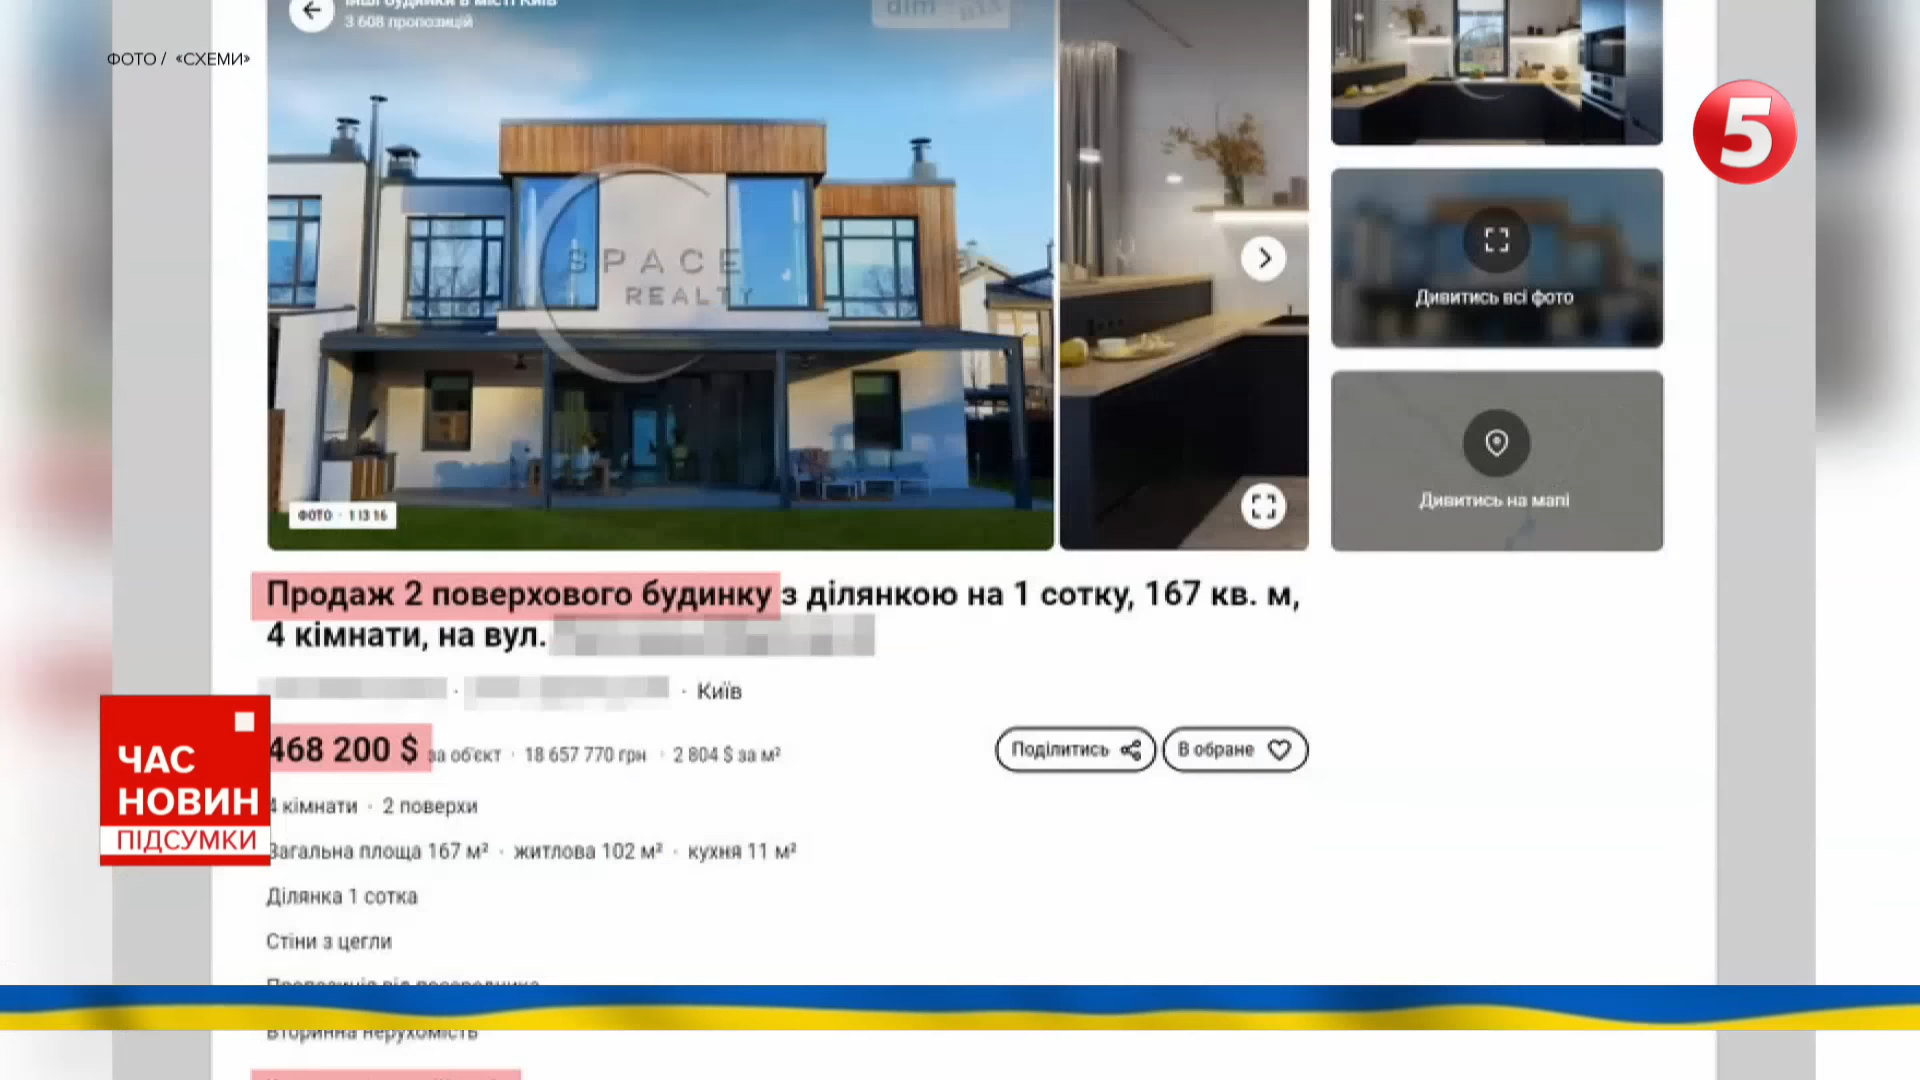 3 608 пропозицій
ФОТО / «СХЕМИ»
dim
5
SPACE
REALTY
ФОТО · 1 ІЗ 16
Дивитись всі фото
Дивитись на мапі
Продаж 2 поверхового будинку з ділянкою на 1 сотку, 167 кв. м,
4 кімнати, на вул.
· · Київ
468 200 $ за об'єкт · 18 657 770 грн · 2 804 $ за м²
Поділитись
В обране
4 кімнати · 2 поверхи
Загальна площа 167 м² · житлова 102 м² · кухня 11 м²
Ділянка 1 сотка
Стіни з цегли
Вторинна нерухомість
ЧАС
НОВИН
ПІДСУМКИ